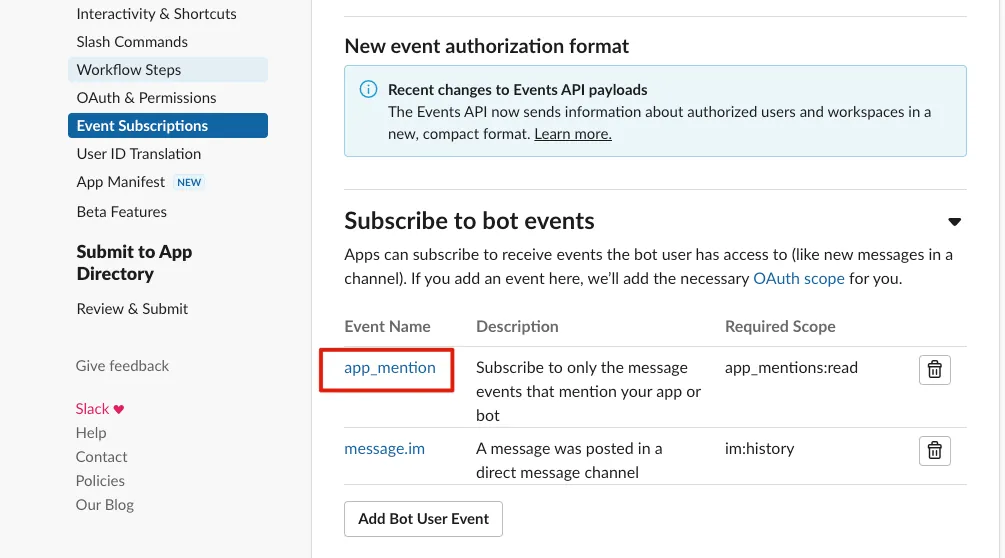 Interactivity & Shortcuts
Slash Commands
Workflow Steps
OAuth & Permissions
Event Subscriptions
User ID Translation
App Manifest NEW
Beta Features
Submit to App
Directory
Review & Submit
Give feedback
Slack ♥
Help
Contact
Policies
Our Blog
New event authorization format
Recent changes to Events API payloads
The Events API now sends information about authorized users and workspaces in a
new, compact format. Learn more.
Subscribe to bot events
Apps can subscribe to receive events the bot user has access to (like new messages in a
channel). If you add an event here, we’ll add the necessary OAuth scope for you.
Event Name Description Required Scope
app_mention Subscribe to only the message app_mentions:read
events that mention your app or
bot
message.im A message was posted in a im:history
direct message channel
Add Bot User Event